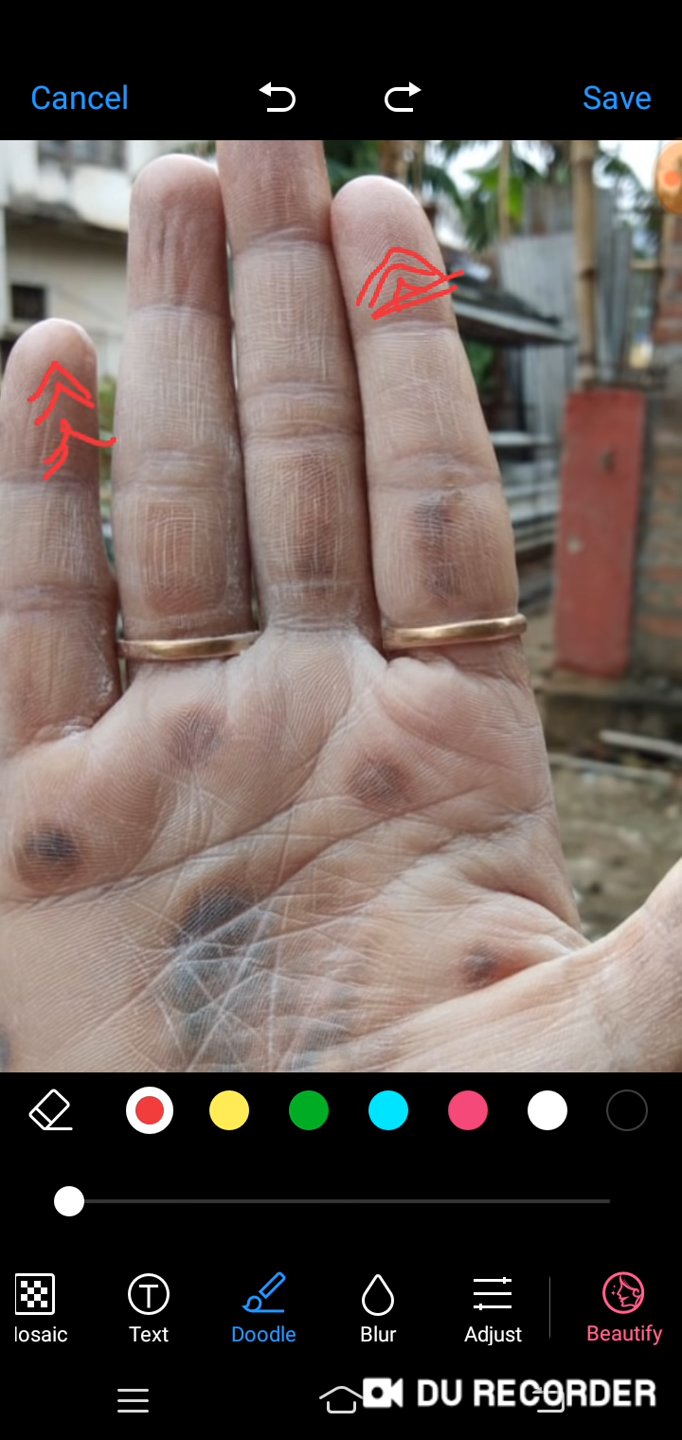 Cancel
Save
losaic
Text
Doodle
Blur
Adjust
Beautify
DU RECORDER